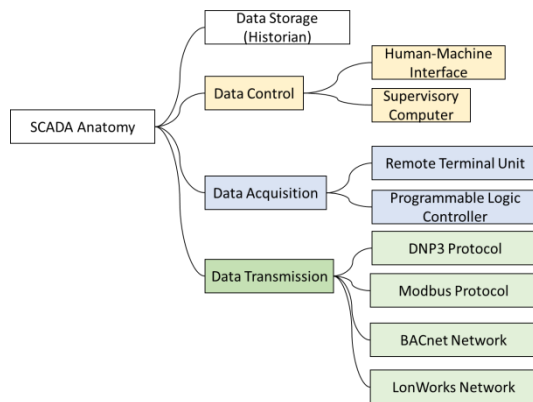 Data Storage
(Historian)
Human-Machine
Interface
Data Control
Supervisory
Computer
SCADA Anatomy
Remote Terminal Unit
Data Acquisition
Programmable Logic
Controller
DNP3 Protocol
Data Transmission
Modbus Protocol
BACnet Network
LonWorks Network